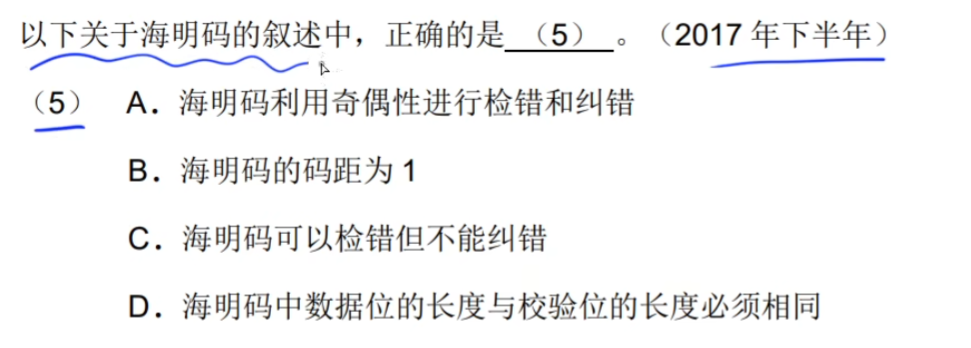 以下关于海明码的叙述中，正确的是 （5） 。（2017 年下半年）
（5） A．海明码利用奇偶性进行检错和纠错
B．海明码的码距为 1
C．海明码可以检错但不能纠错
D．海明码中数据位的长度与校验位的长度必须相同